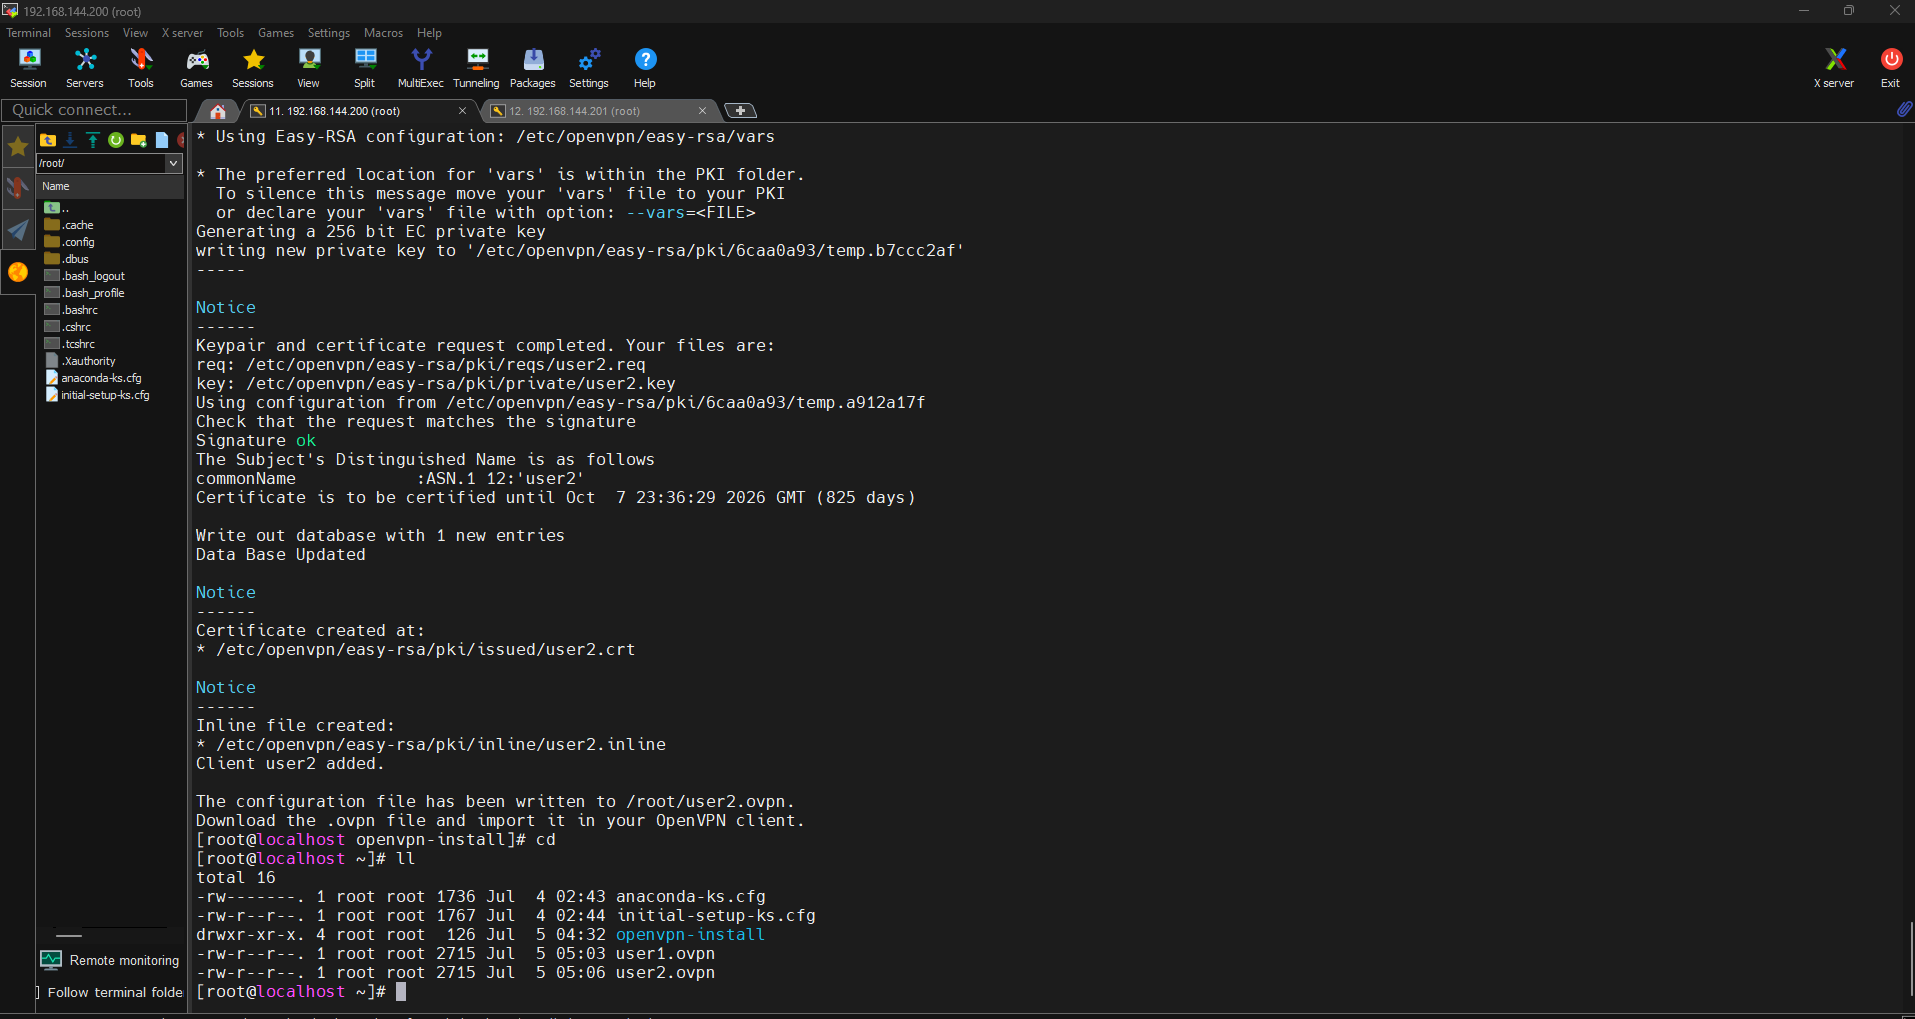 192.168.144.200 (root)
Terminal Sessions View X server Tools Games Settings Macros Help
Session Servers Tools Games Sessions View Split MultiExec Tunneling Packages Settings Help X server Exit
Quick connect...
11. 192.168.144.200 (root)
12. 192.168.144.201 (root)
/root/
Name
..
.cache
.config
.dbus
.bash_logout
.bash_profile
.bashrc
.cshrc
.tcshrc
.Xauthority
anaconda-ks.cfg
initial-setup-ks.cfg
Remote monitoring
Follow terminal folde
* Using Easy-RSA configuration: /etc/openvpn/easy-rsa/vars
* The preferred location for 'vars' is within the PKI folder.
To silence this message move your 'vars' file to your PKI
or declare your 'vars' file with option: --vars=<FILE>
Generating a 256 bit EC private key
writing new private key to '/etc/openvpn/easy-rsa/pki/6caa0a93/temp.b7ccc2af'
-----
Notice
------
Keypair and certificate request completed. Your files are:
req: /etc/openvpn/easy-rsa/pki/reqs/user2.req
key: /etc/openvpn/easy-rsa/pki/private/user2.key
Using configuration from /etc/openvpn/easy-rsa/pki/6caa0a93/temp.a912a17f
Check that the request matches the signature
Signature ok
The Subject's Distinguished Name is as follows
commonName            :ASN.1 12:'user2'
Certificate is to be certified until Oct  7 23:36:29 2026 GMT (825 days)
Write out database with 1 new entries
Data Base Updated
Notice
------
Certificate created at:
* /etc/openvpn/easy-rsa/pki/issued/user2.crt
Notice
------
Inline file created:
* /etc/openvpn/easy-rsa/pki/inline/user2.inline
Client user2 added.
The configuration file has been written to /root/user2.ovpn.
Download the .ovpn file and import it in your OpenVPN client.
[root@localhost openvpn-install]# cd
[root@localhost ~]# ll
total 16
-rw-------. 1 root root 1736 Jul  4 02:43 anaconda-ks.cfg
-rw-r--r--. 1 root root 1767 Jul  4 02:44 initial-setup-ks.cfg
drwxr-xr-x. 4 root root  126 Jul  5 04:32 openvpn-install
-rw-r--r--. 1 root root 2715 Jul  5 05:03 user1.ovpn
-rw-r--r--. 1 root root 2715 Jul  5 05:06 user2.ovpn
[root@localhost ~]#